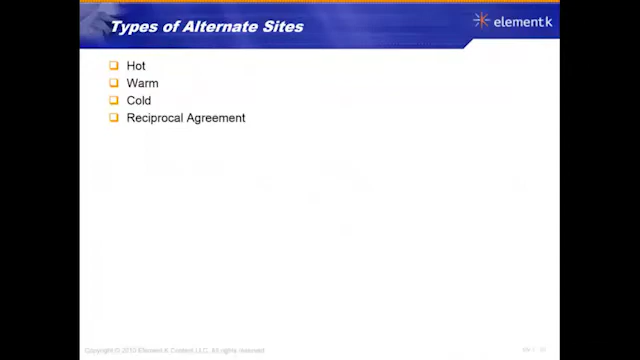 Types of Alternate Sites
element k
Hot
Warm
Cold
Reciprocal Agreement
Copyright © 2010 Element K Content LLC. All rights reserved.